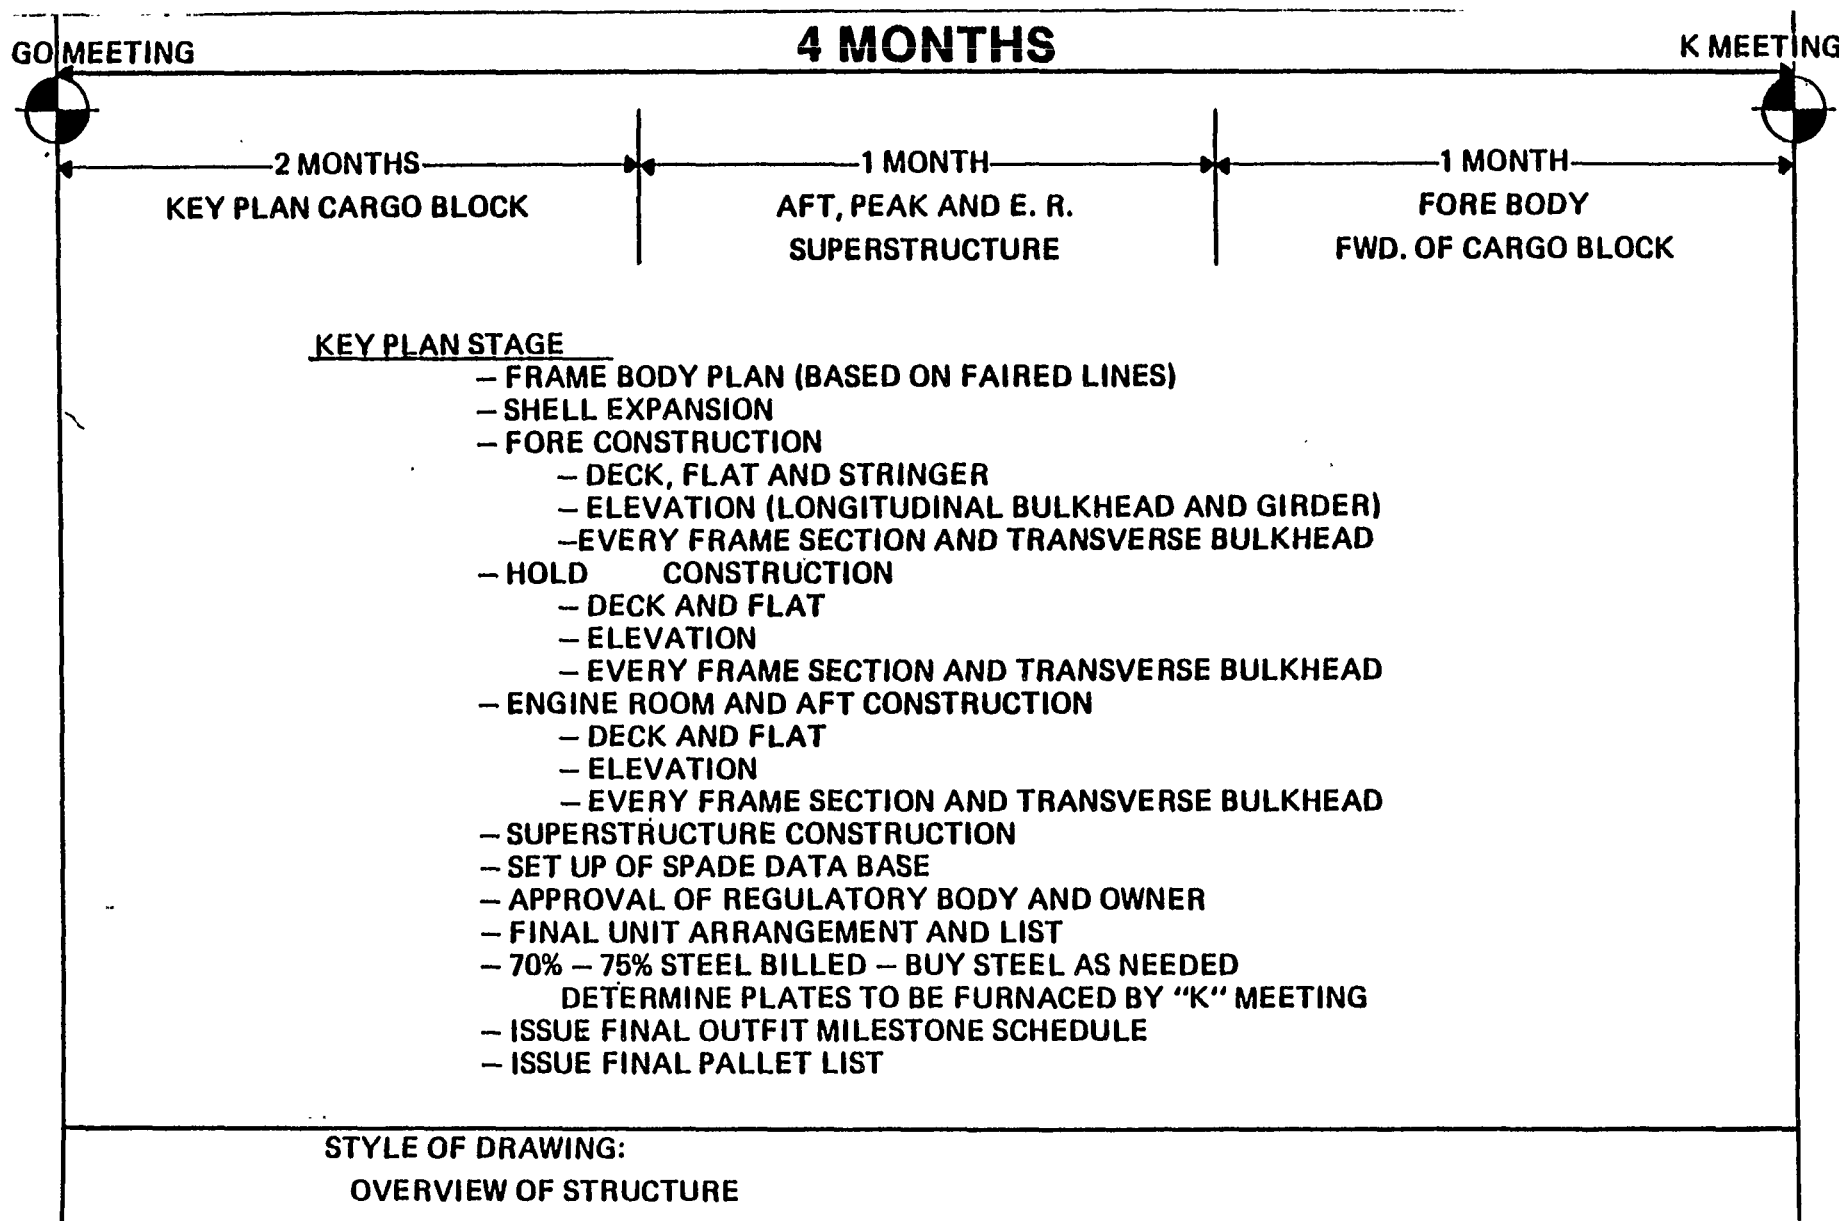 4 MONTHS
GO MEETING
K MEETING
2 MONTHS
1 MONTH
1 MONTH
KEY PLAN CARGO BLOCK
AFT, PEAK AND E. R.
FORE BODY
SUPERSTRUCTURE
FWD. OF CARGO BLOCK
KEY PLAN STAGE
– FRAME BODY PLAN (BASED ON FAIRED LINES)
– SHELL EXPANSION
– FORE CONSTRUCTION
– DECK, FLAT AND STRINGER
– ELEVATION (LONGITUDINAL BULKHEAD AND GIRDER)
–EVERY FRAME SECTION AND TRANSVERSE BULKHEAD
– HOLD CONSTRUCTION
– DECK AND FLAT
– ELEVATION
– EVERY FRAME SECTION AND TRANSVERSE BULKHEAD
– ENGINE ROOM AND AFT CONSTRUCTION
– DECK AND FLAT
– ELEVATION
– EVERY FRAME SECTION AND TRANSVERSE BULKHEAD
– SUPERSTRUCTURE CONSTRUCTION
– SET UP OF SPADE DATA BASE
– APPROVAL OF REGULATORY BODY AND OWNER
– FINAL UNIT ARRANGEMENT AND LIST
– 70% – 75% STEEL BILLED – BUY STEEL AS NEEDED
DETERMINE PLATES TO BE FURNACED BY "K" MEETING
– ISSUE FINAL OUTFIT MILESTONE SCHEDULE
– ISSUE FINAL PALLET LIST
STYLE OF DRAWING:
OVERVIEW OF STRUCTURE